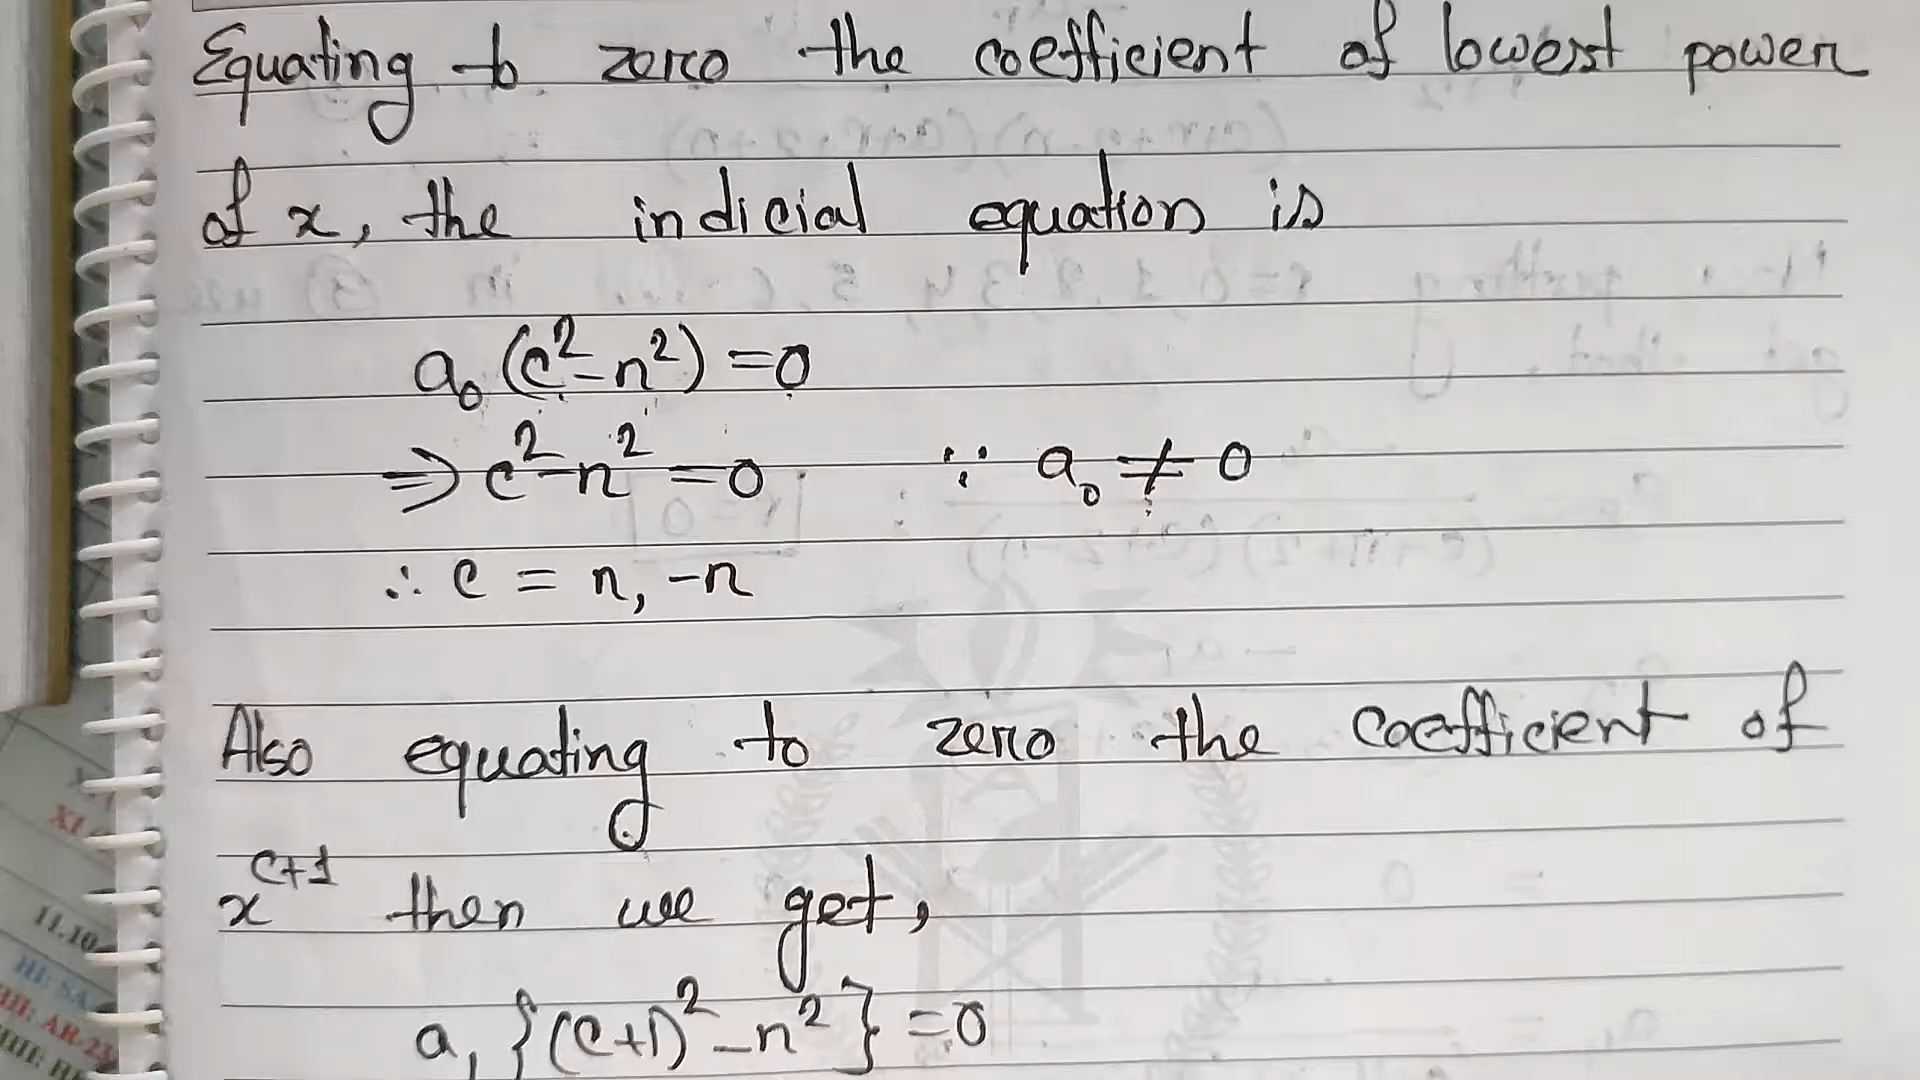 Equating to zero the coefficient of lowest power
of x, the indicial equation is
a₀ (c² - n²) = 0
⇒ c² - n² = 0 ∵ a₀ ≠ 0
∴ c = n, -n
Also equating to zero the coefficient of
x^{c+1} then we get,
a₁ {(c+1)² - n²} = 0
11.10